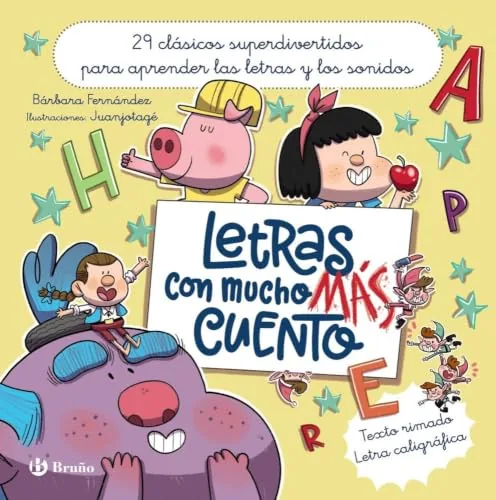 29 clásicos superdivertidos
para aprender las letras y los sonidos
Bárbara Fernández
Ilustraciones: Juanjotagé
A
H
P
LetRAs
con mucho MÁS
CUENTO
E
R
Texto rimado
Letra caligráfica
B Bruño